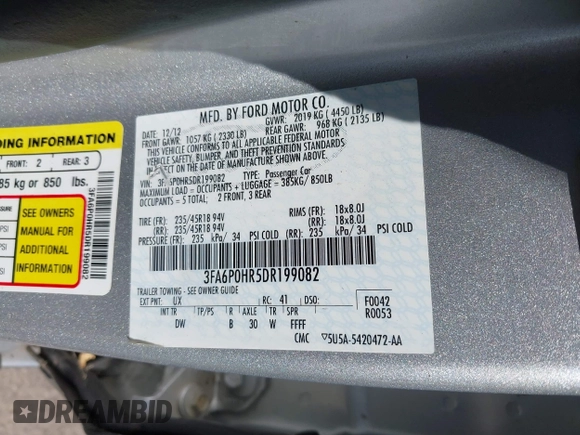 DING INFORMATION
FRONT: 2 REAR: 3
85 kg or 850 lbs.
SEE OWNERS
MANUAL FOR
ADDITIONAL
INFORMATION
PSI
PSI
3FA6P0HR5DR199082
MFD. BY FORD MOTOR CO.
12/12 GVWR: 2019 KG (4450 LB)
FRONT GAWR: 1057 KG (2330 LB) REAR GAWR: 968 KG (2135 LB)
THIS VEHICLE CONFORMS TO ALL APPLICABLE FEDERAL MOTOR
VEHICLE SAFETY, BUMPER, AND THEFT PREVENTION STANDARDS
IN EFFECT ON THE DATE OF MANUFACTURE SHOWN ABOVE.
VIN: 3FA6P0HR5DR199082 TYPE: Passenger Car
MAXIMUM LOAD = OCCUPANTS + LUGGAGE = 385KG/850LB
OCCUPANTS = 5 TOTAL: 2 FRONT, 3 REAR
TIRE (FR) 235/45R18 94V RIMS (FR) 18x8.0J
(RR): 235/45R18 94V (RR): 18x8.0J
PRESSURE (FR) 235 kPa/ 34 PSI COLD (RR): 235 kPa/ 34 PSI COLD
3FA6P0HR5DR199082
TRAILER TOWING - SEE OWNER GUIDE
EXT PNT: UX RC: 41 DSO: F0042
INT TR TP/PS R AXLE TR SPR R0053
DW B 30 W FFFF
CMC 5U5A-5420472-AA
DREAMBID